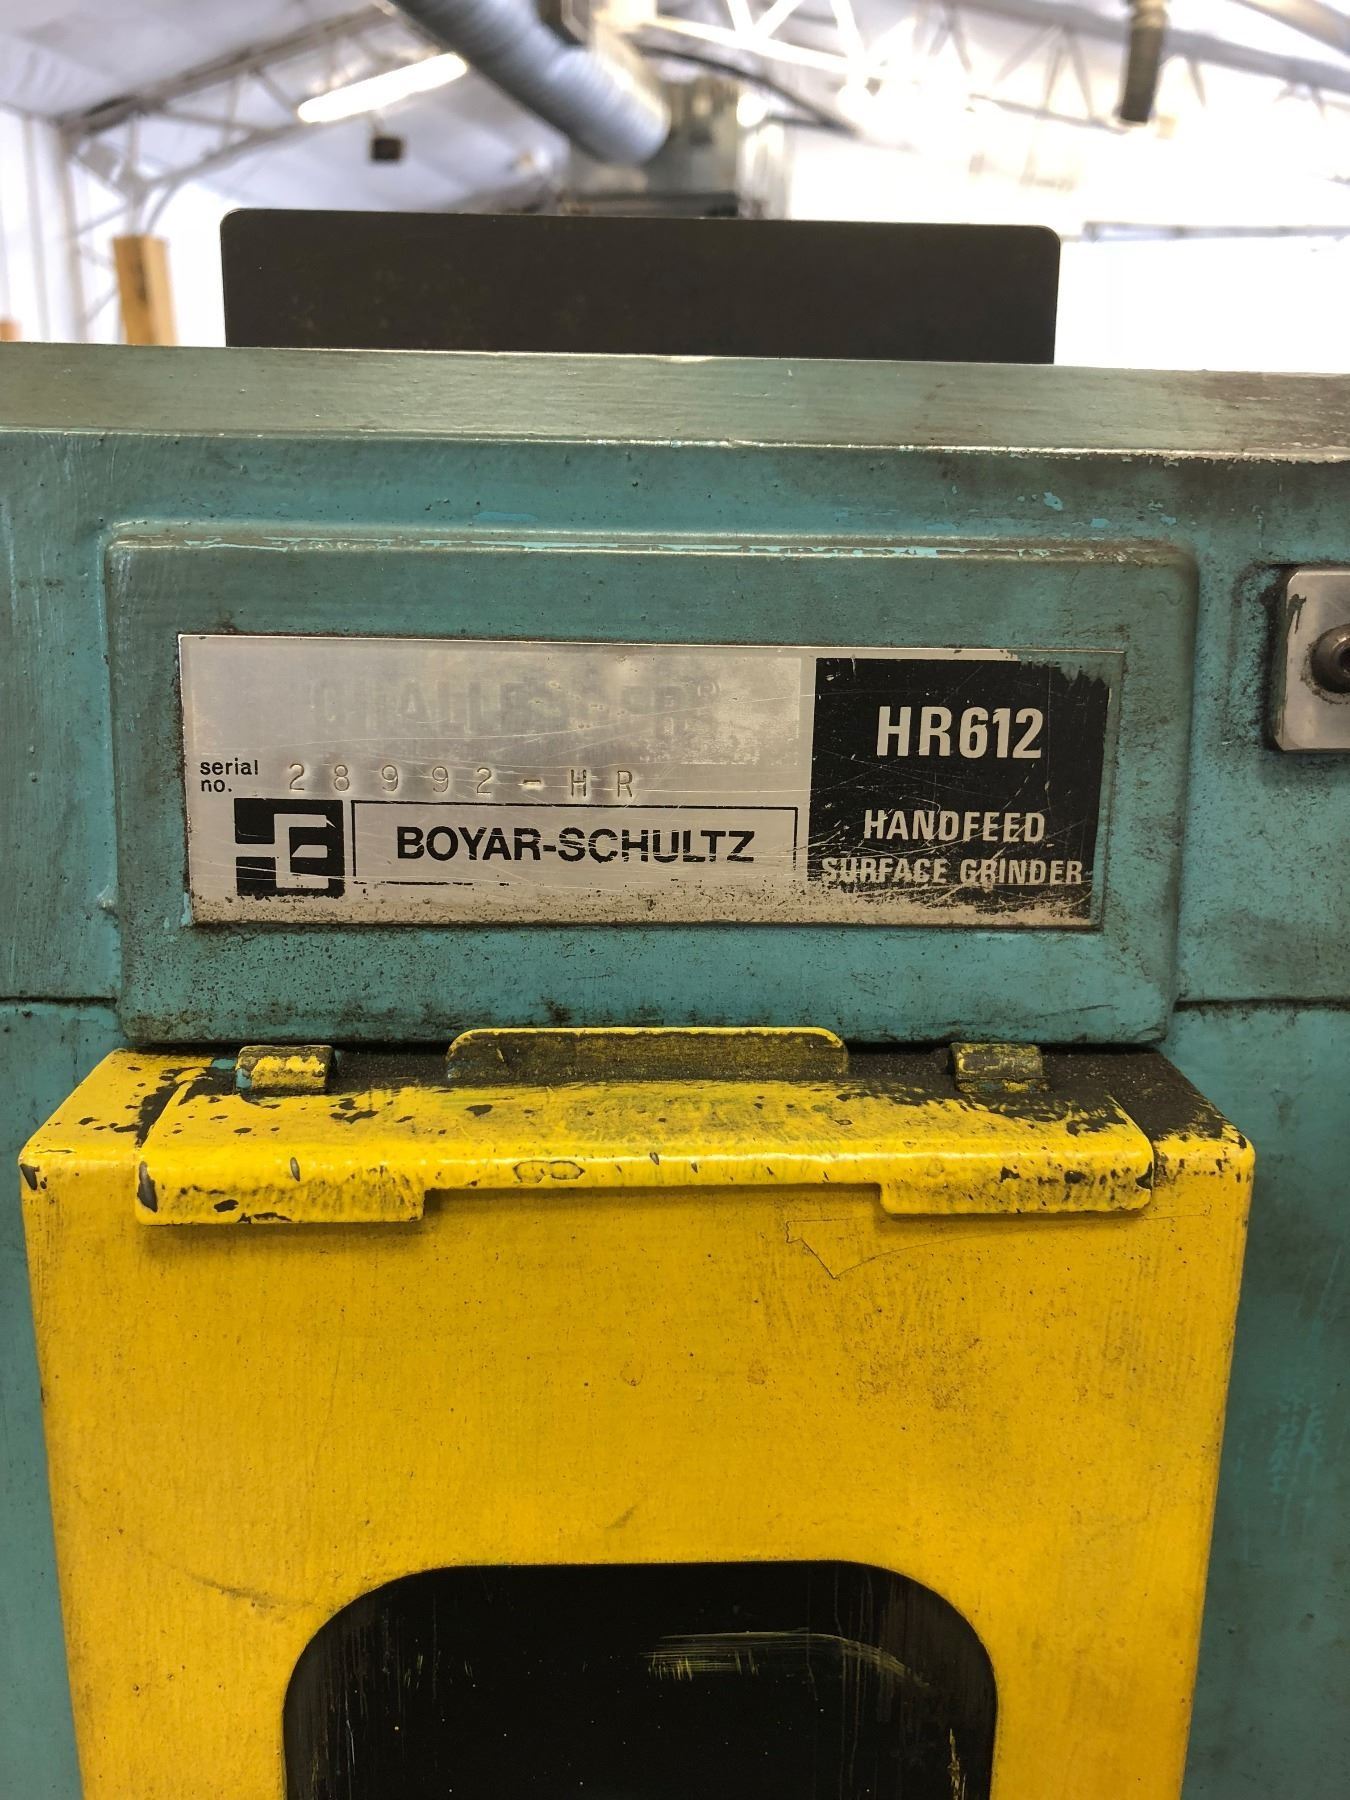 serial
no. 28992-HR
BOYAR-SCHULTZ
HR612
HANDFEED
SURFACE GRINDER